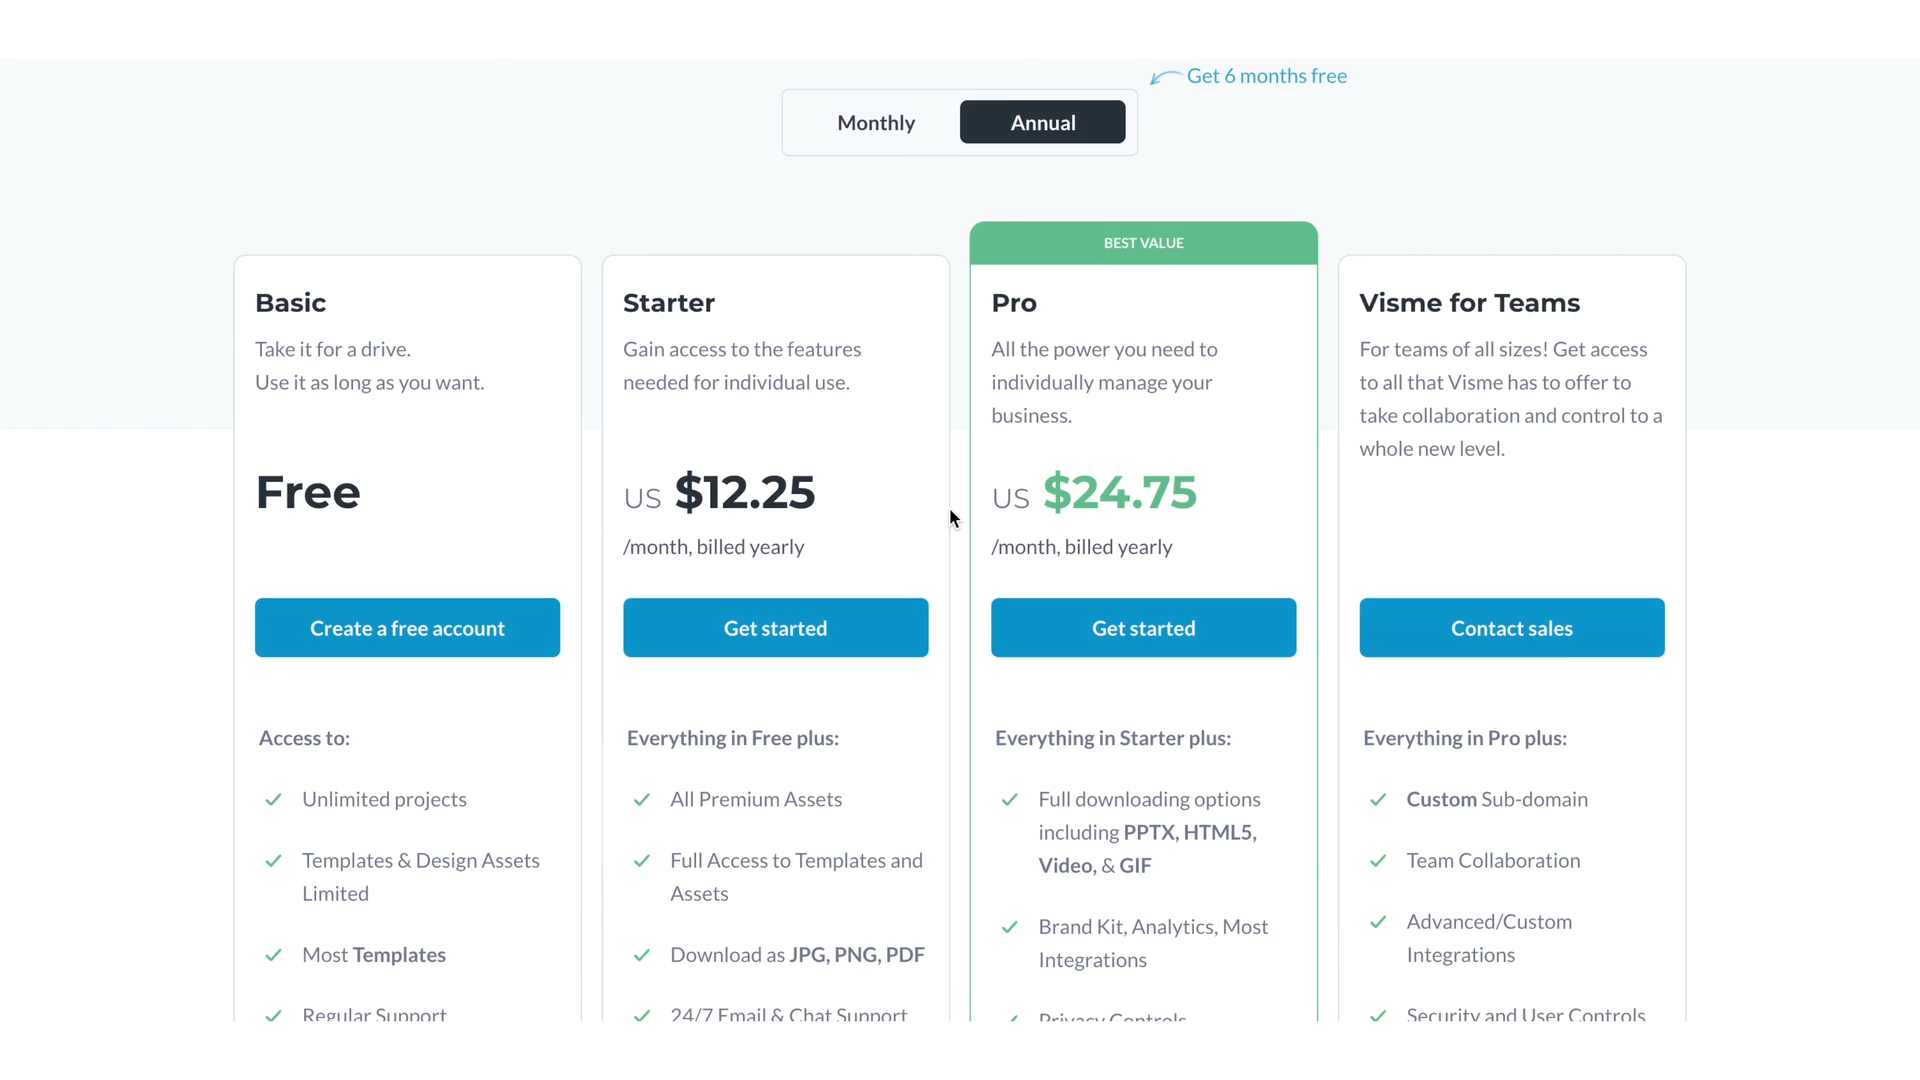 Get 6 months free
Monthly
Annual
Basic
Take it for a drive.
Use it as long as you want.
Free
Create a free account
Access to:
Unlimited projects
Templates & Design Assets
Limited
Most Templates
Regular Support
Starter
Gain access to the features
needed for individual use.
US $12.25
/month, billed yearly
Get started
Everything in Free plus:
All Premium Assets
Full Access to Templates and
Assets
Download as JPG, PNG, PDF
24/7 Email & Chat Support
BEST VALUE
Pro
All the power you need to
individually manage your
business.
US $24.75
/month, billed yearly
Get started
Everything in Starter plus:
Full downloading options
including PPTX, HTML5,
Video, & GIF
Brand Kit, Analytics, Most
Integrations
Privacy Controls
Visme for Teams
For teams of all sizes! Get access
to all that Visme has to offer to
take collaboration and control to a
whole new level.
Contact sales
Everything in Pro plus:
Custom Sub-domain
Team Collaboration
Advanced/Custom
Integrations
Security and User Controls